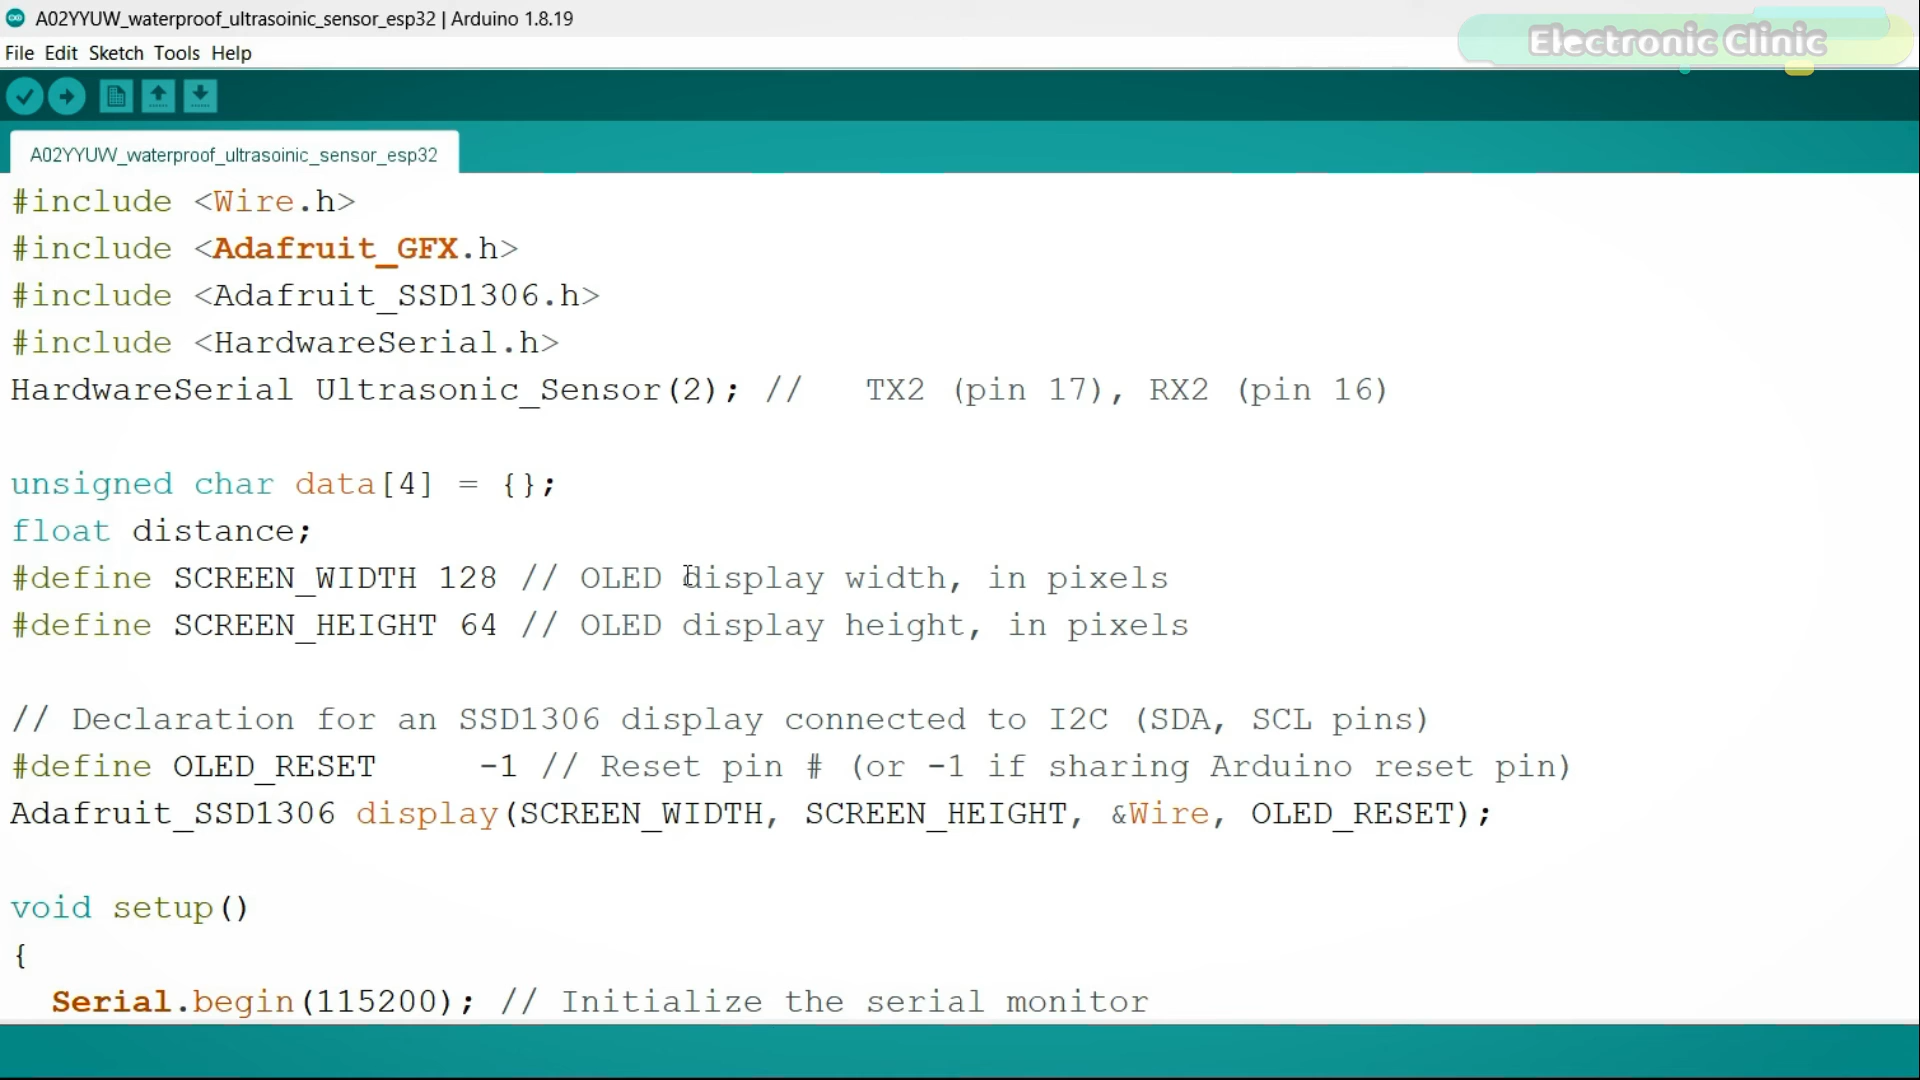 A02YYUW_waterproof_ultrasoinic_sensor_esp32 | Arduino 1.8.19
Electronic Clinic
File Edit Sketch Tools Help
A02YYUW_waterproof_ultrasoinic_sensor_esp32
#include <Wire.h>
#include <Adafruit_GFX.h>
#include <Adafruit_SSD1306.h>
#include <HardwareSerial.h>
HardwareSerial Ultrasonic_Sensor(2); //   TX2 (pin 17), RX2 (pin 16)
unsigned char data[4] = {};
float distance;
#define SCREEN_WIDTH 128 // OLED display width, in pixels
#define SCREEN_HEIGHT 64 // OLED display height, in pixels
// Declaration for an SSD1306 display connected to I2C (SDA, SCL pins)
#define OLED_RESET     -1 // Reset pin # (or -1 if sharing Arduino reset pin)
Adafruit_SSD1306 display(SCREEN_WIDTH, SCREEN_HEIGHT, &Wire, OLED_RESET);
void setup()
{
  Serial.begin(115200); // Initialize the serial monitor